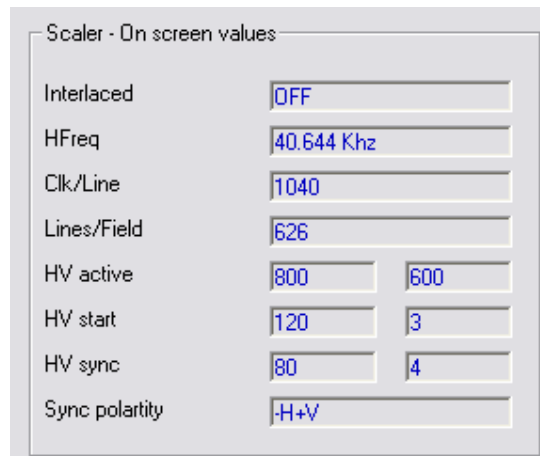 Scaler - On screen values
Interlaced OFF
HFreq 40.644 Khz
Clk/Line 1040
Lines/Field 626
HV active 800 600
HV start 120 3
HV sync 80 4
Sync polartity -H+V